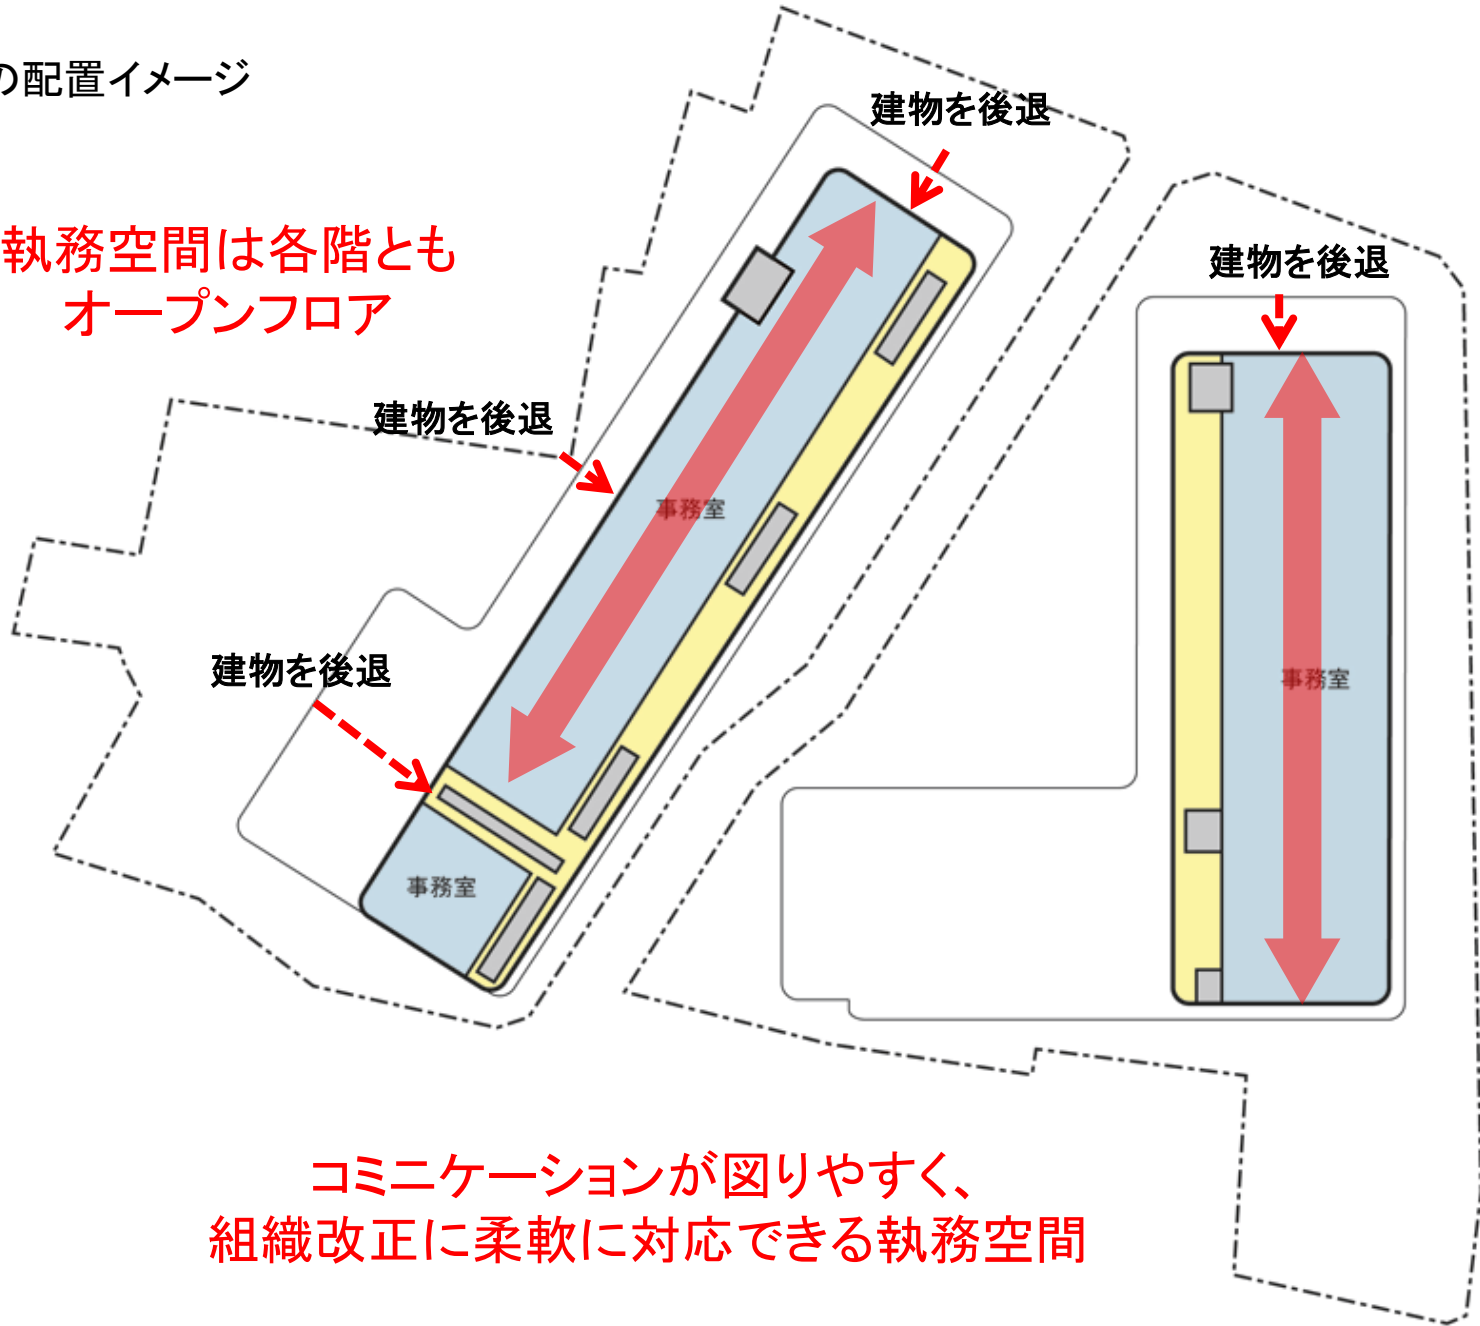 の配置イメージ
建物を後退
執務空間は各階とも
オープンフロア
建物を後退
建物を後退
事務室
建物を後退
事務室
事務室
コミニケーションが図りやすく、
組織改正に柔軟に対応できる執務空間